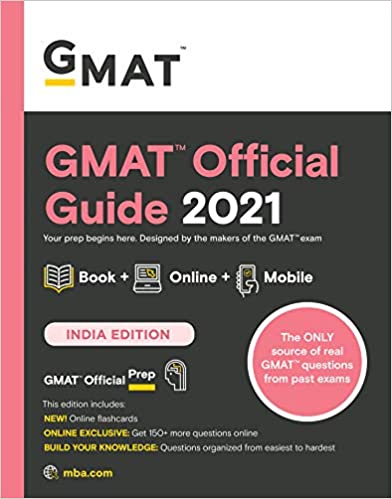 GMAT™
GMAT™ Official
Guide 2021
Your prep begins here. Designed by the makers of the GMAT™ exam
Book + Online + Mobile
INDIA EDITION
The ONLY
source of real
GMAT™ questions
from past exams
GMAT™ Official Prep
This edition includes:
NEW! Online flashcards
ONLINE EXCLUSIVE: Get 150+ more questions online
BUILD YOUR KNOWLEDGE: Questions organized from easiest to hardest
mba.com